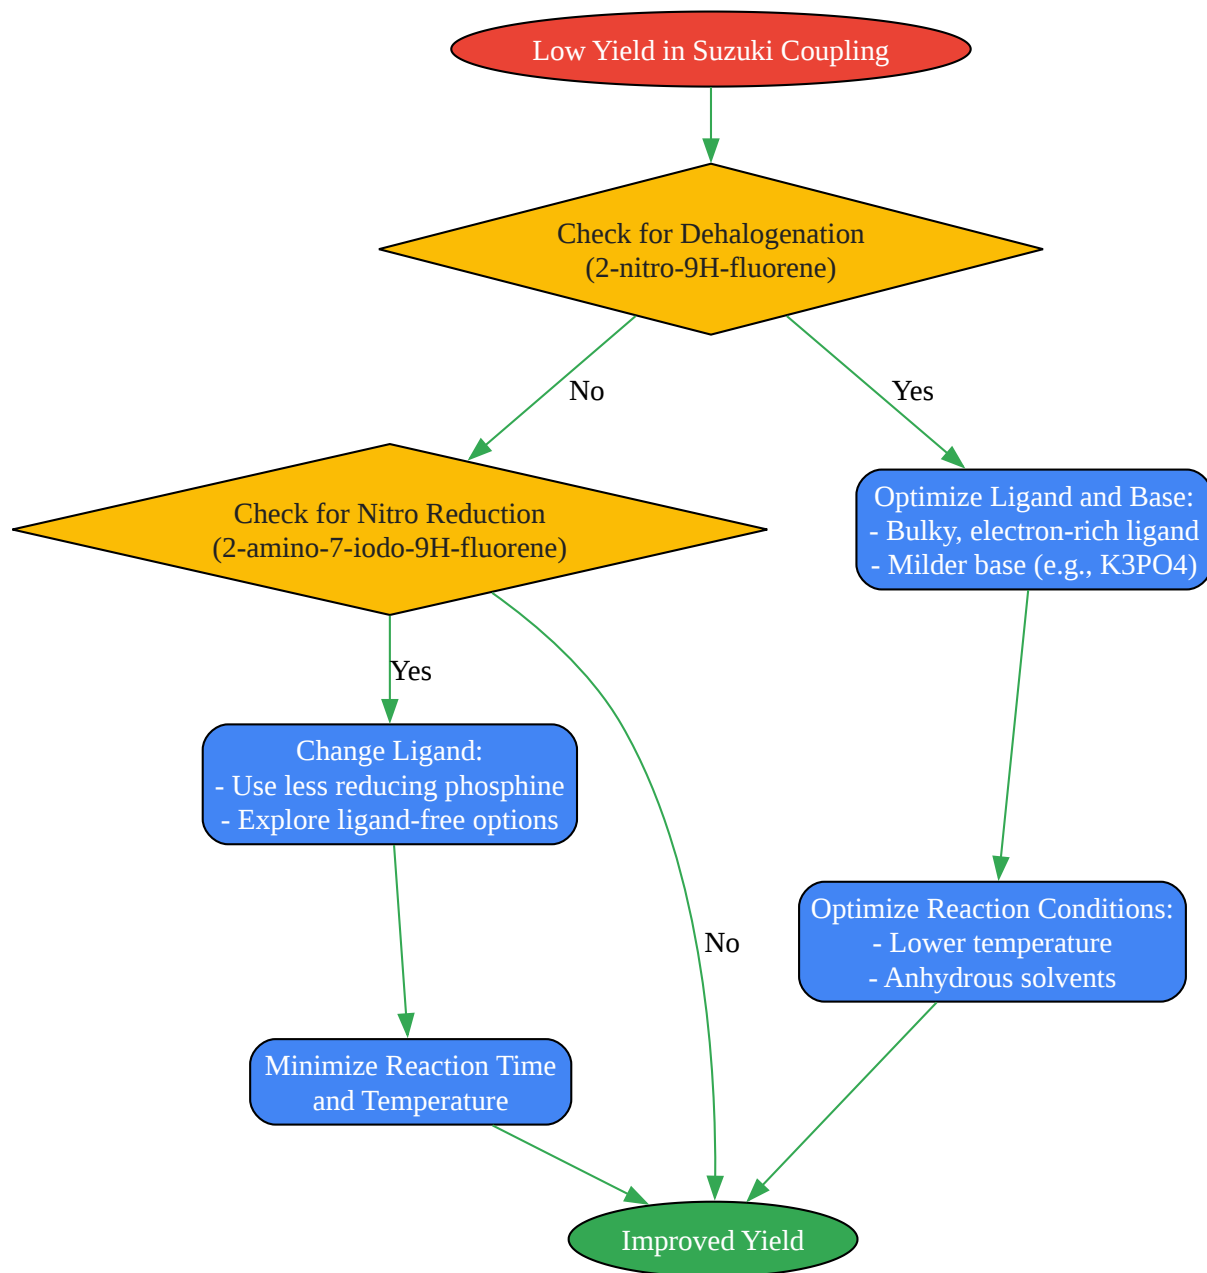 Low Yield in Suzuki Coupling
Check for Dehalogenation
(2-nitro-9H-fluorene)
No
Yes
Check for Nitro Reduction
(2-amino-7-iodo-9H-fluorene)
Optimize Ligand and Base:
- Bulky, electron-rich ligand
- Milder base (e.g., K3PO4)
Yes
Change Ligand:
- Use less reducing phosphine
- Explore ligand-free options
No
Optimize Reaction Conditions:
- Lower temperature
- Anhydrous solvents
Minimize Reaction Time
and Temperature
Improved Yield